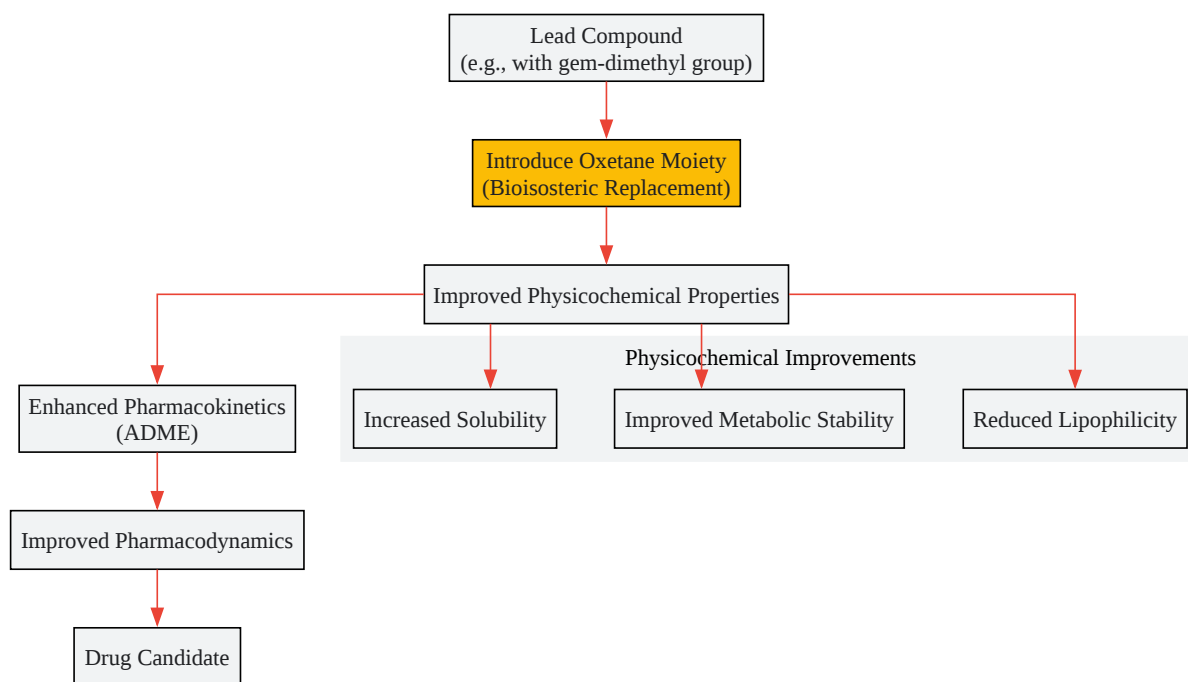 Lead Compound
(e.g., with gem-dimethyl group)
Introduce Oxetane Moiety
(Bioisosteric Replacement)
Improved Physicochemical Properties
Physicochemical Improvements
Enhanced Pharmacokinetics
(ADME)
Increased Solubility
Improved Metabolic Stability
Reduced Lipophilicity
Improved Pharmacodynamics
Drug Candidate